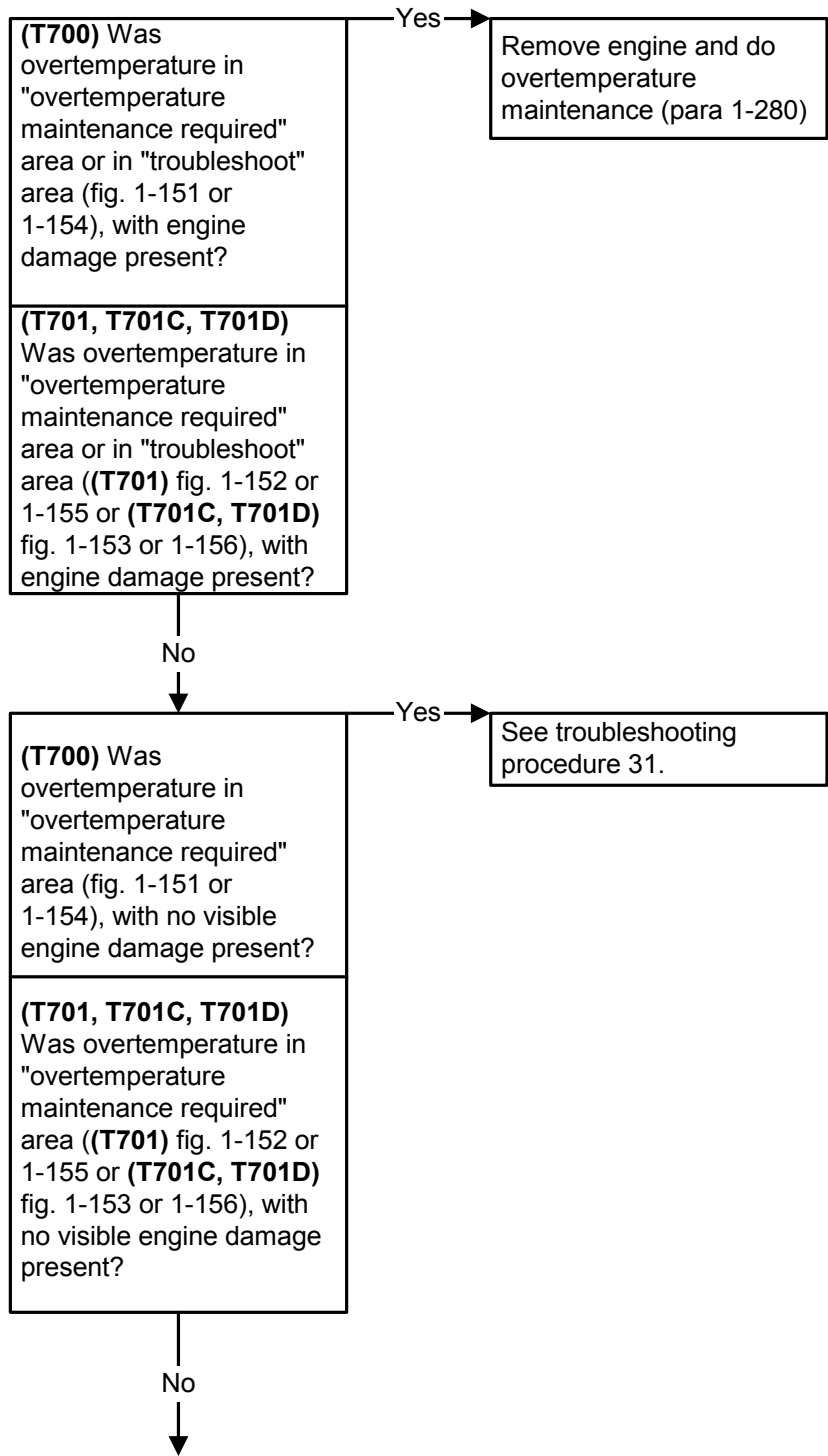 (T700) Was
overtemperature in
"overtemperature
maintenance required"
area or in "troubleshoot"
area (fig. 1-151 or
1-154), with engine
damage present?
Yes
Remove engine and do
overtemperature
maintenance (para 1-280)
(T701, T701C, T701D)
Was overtemperature in
"overtemperature
maintenance required"
area or in "troubleshoot"
area ((T701) fig. 1-152 or
1-155 or (T701C, T701D)
fig. 1-153 or 1-156), with
engine damage present?
No
(T700) Was
overtemperature in
"overtemperature
maintenance required"
area (fig. 1-151 or
1-154), with no visible
engine damage present?
Yes
See troubleshooting
procedure 31.
(T701, T701C, T701D)
Was overtemperature in
"overtemperature
maintenance required"
area ((T701) fig. 1-152 or
1-155 or (T701C, T701D)
fig. 1-153 or 1-156), with
no visible engine damage
present?
No